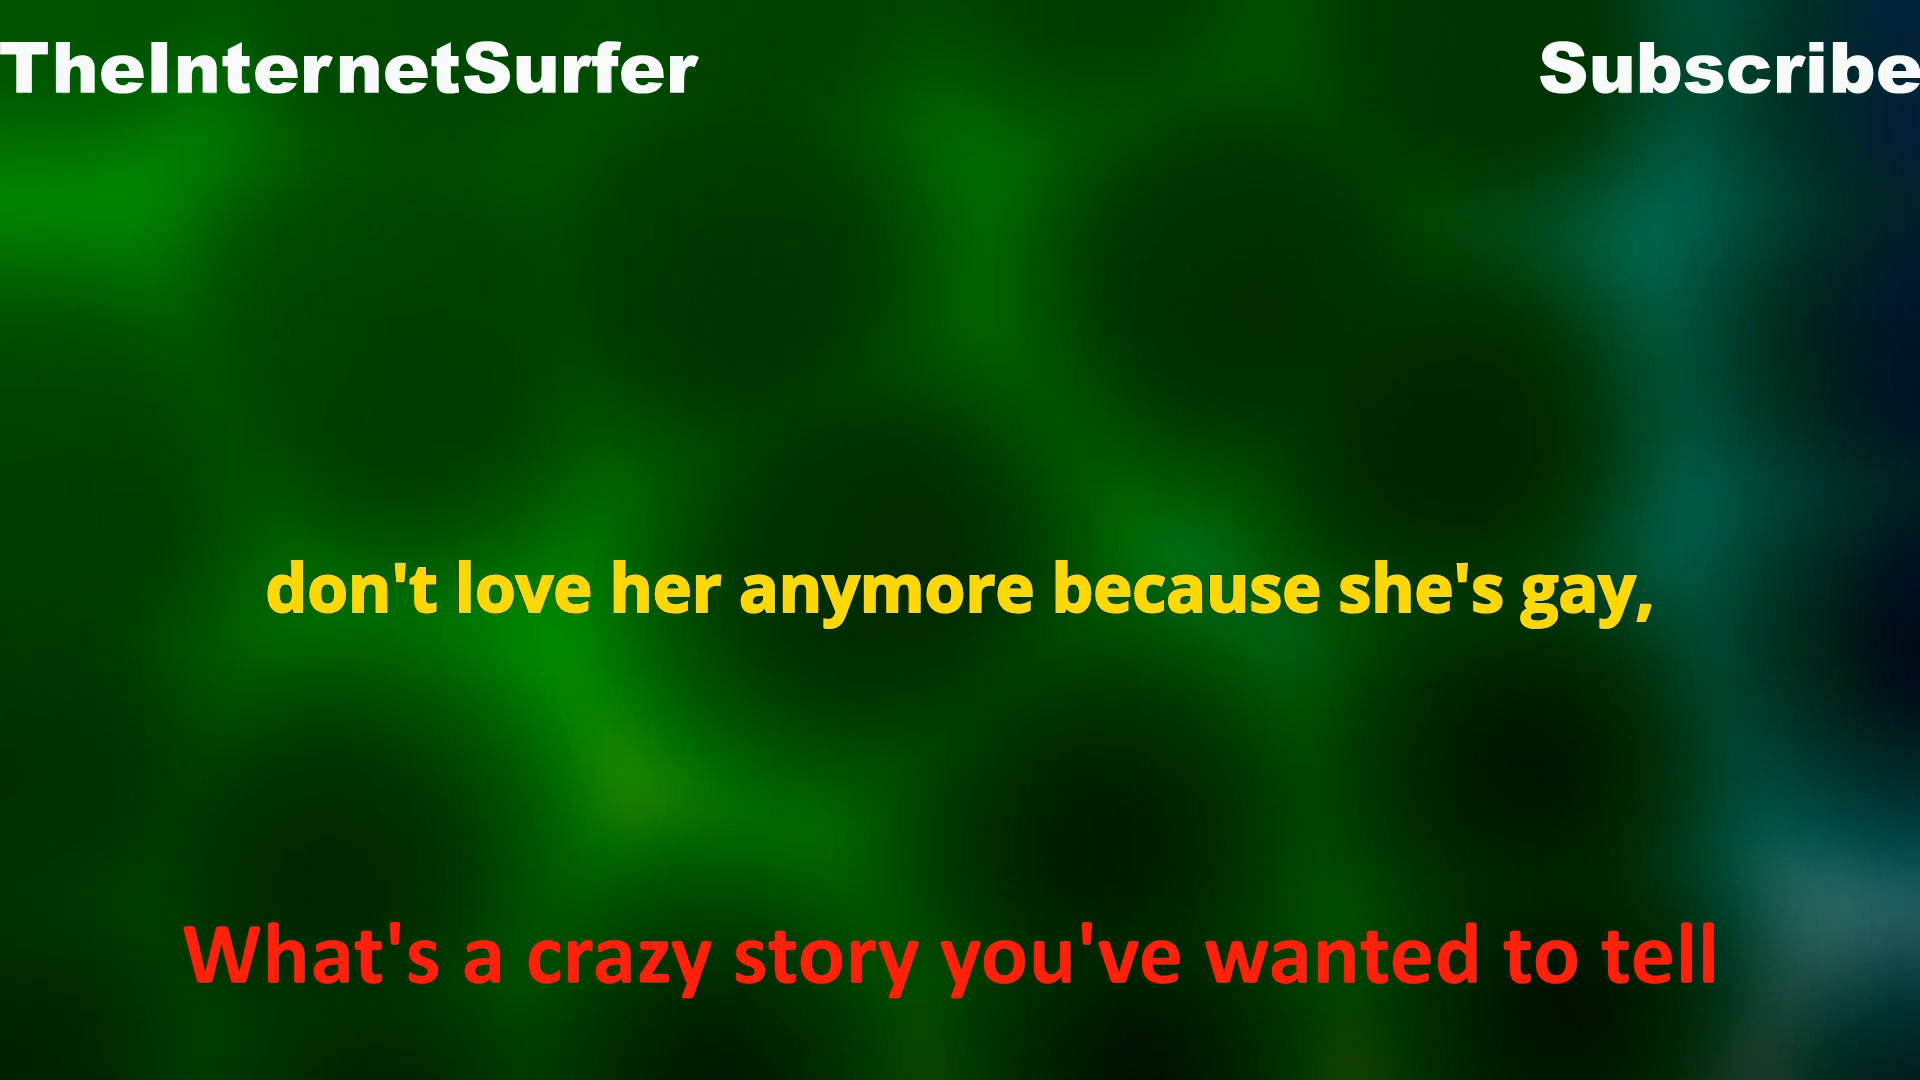 TheInternetSurfer
Subscribe
don't love her anymore because she's gay,
What's a crazy story you've wanted to tell